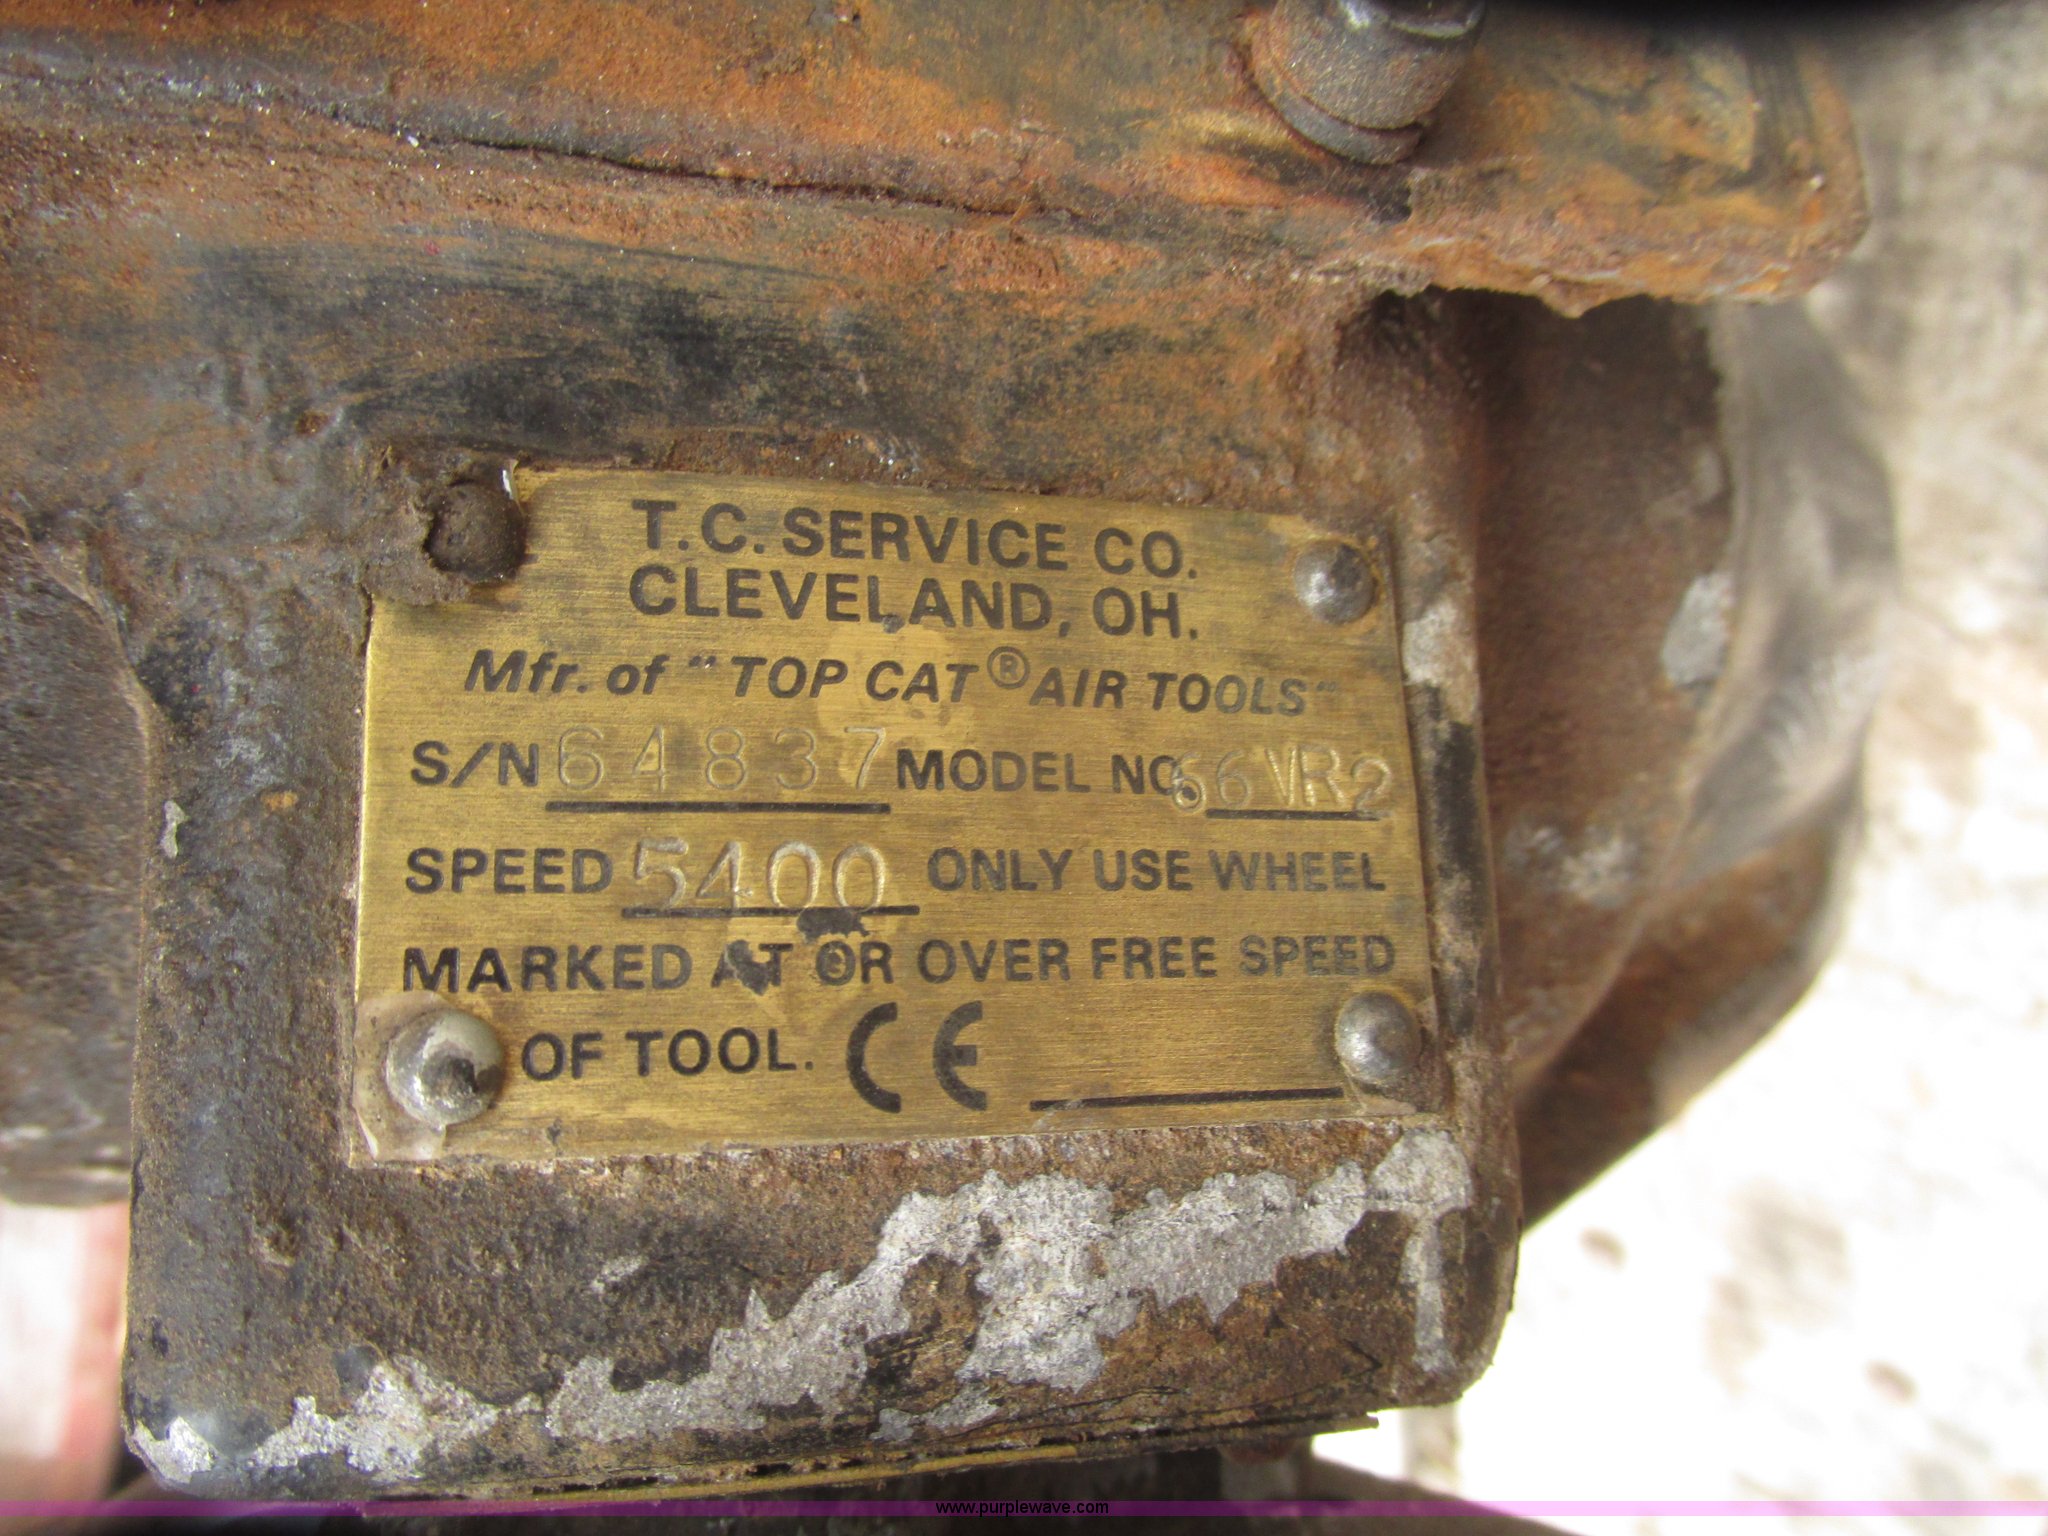 T.C. SERVICE CO.
CLEVELAND, OH.
Mfr. of "TOP CAT® AIR TOOLS"
S/N 64837 MODEL NO. 66VR2
SPEED 5400 ONLY USE WHEEL
MARKED AT OR OVER FREE SPEED
OF TOOL. CE
www.purplewave.com